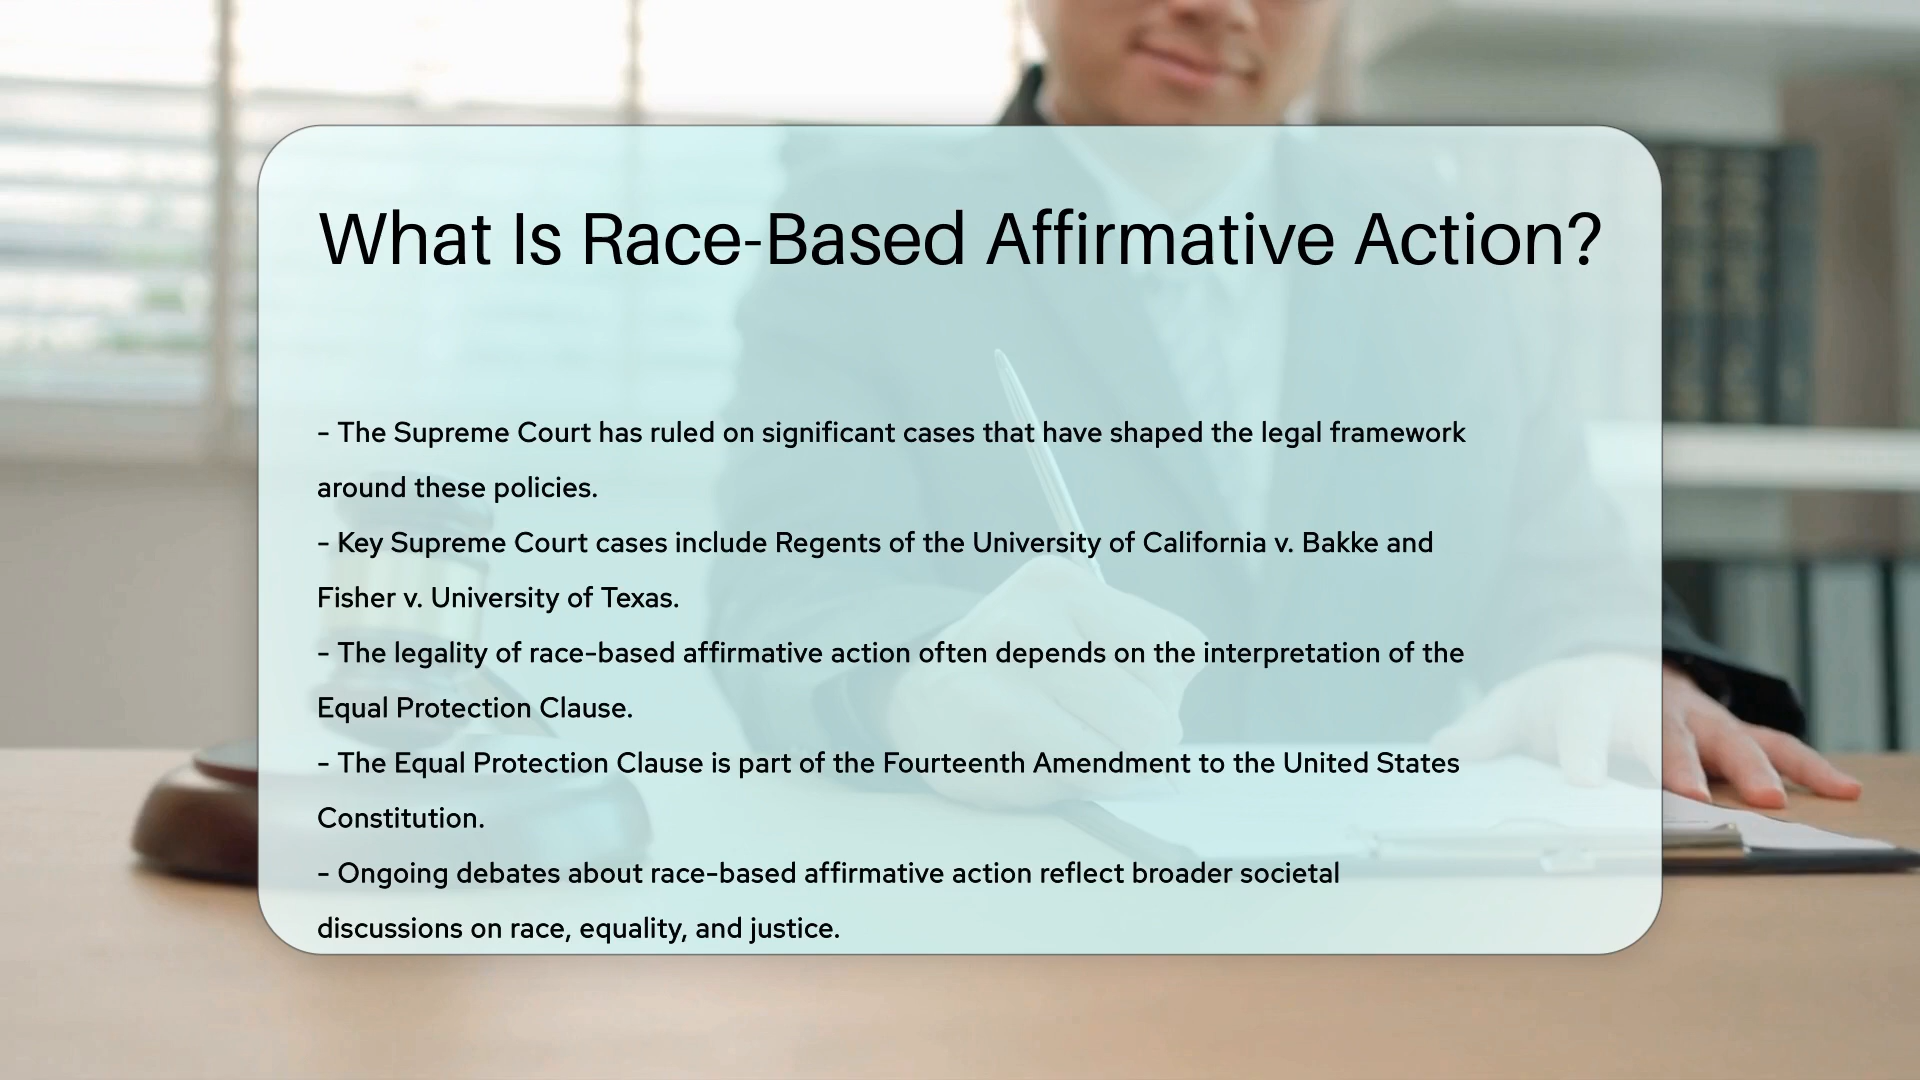 What Is Race-Based Affirmative Action?
- The Supreme Court has ruled on significant cases that have shaped the legal framework
around these policies.
- Key Supreme Court cases include Regents of the University of California v. Bakke and
Fisher v. University of Texas.
- The legality of race-based affirmative action often depends on the interpretation of the
Equal Protection Clause.
- The Equal Protection Clause is part of the Fourteenth Amendment to the United States
Constitution.
- Ongoing debates about race-based affirmative action reflect broader societal
discussions on race, equality, and justice.